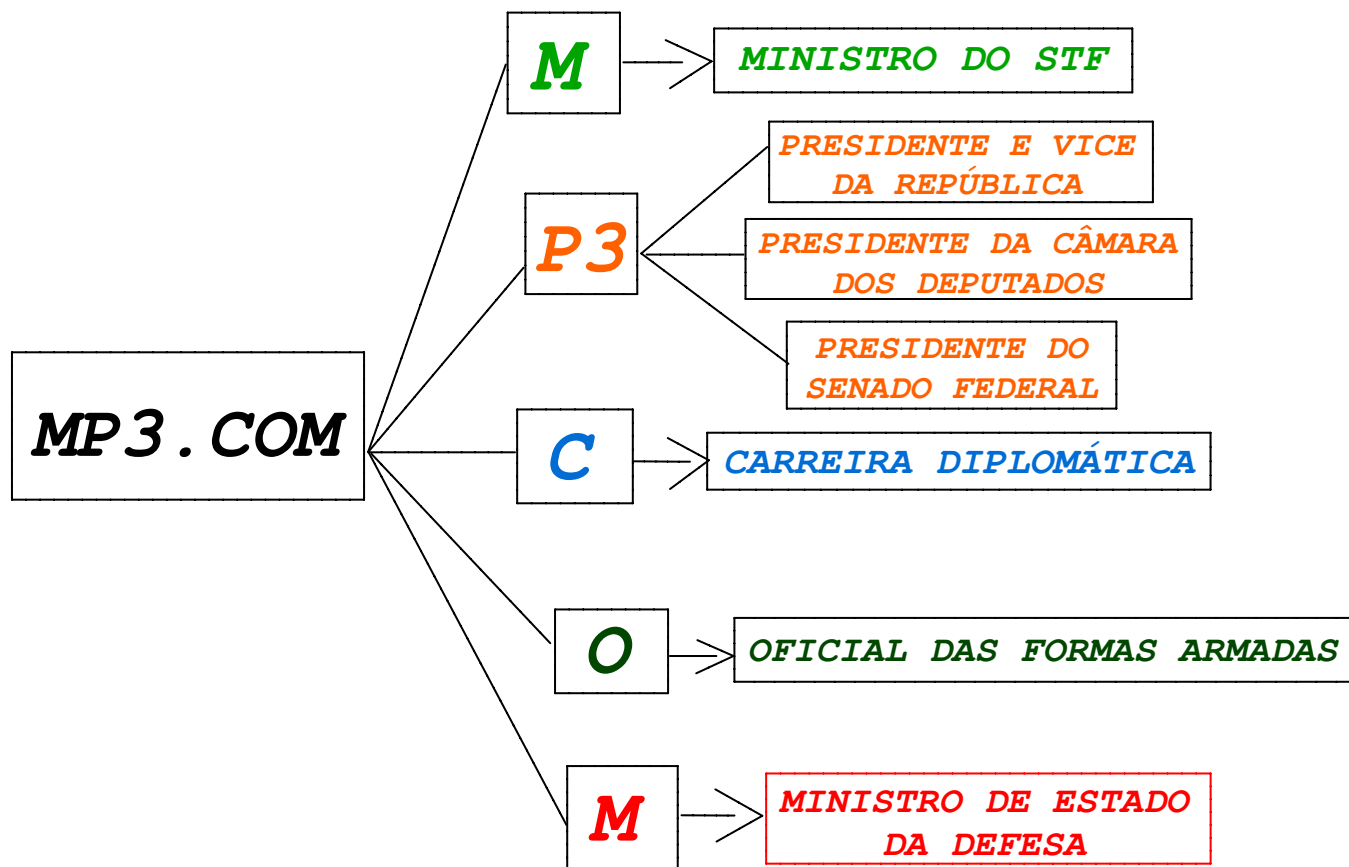 M
MINISTRO DO STF
PRESIDENTE E VICE
DA REPÚBLICA
P3
PRESIDENTE DA CÂMARA
DOS DEPUTADOS
PRESIDENTE DO
SENADO FEDERAL
MP3.COM
C
CARREIRA DIPLOMÁTICA
O
OFICIAL DAS FORMAS ARMADAS
M
MINISTRO DE ESTADO
DA DEFESA